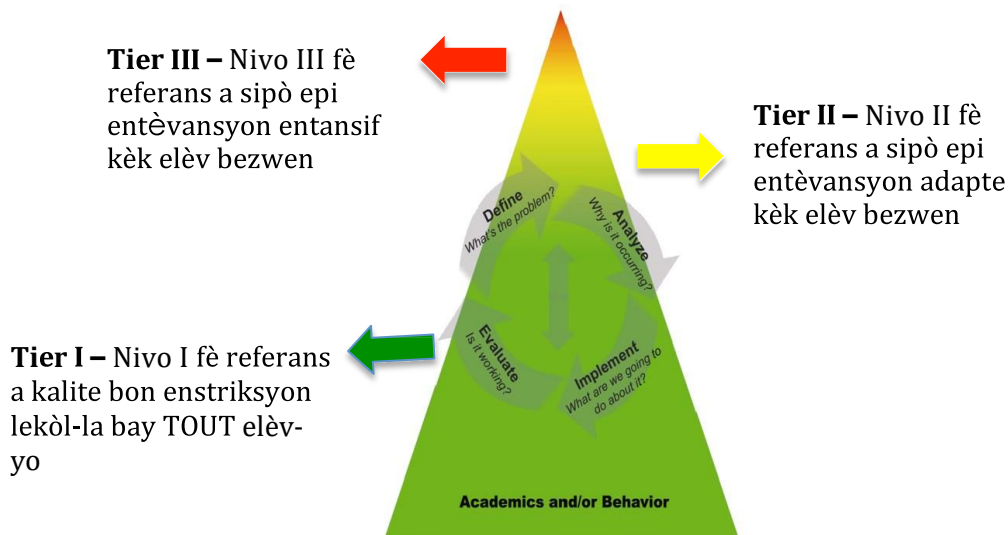 Tier III – Nivo III fè
referans a sipò epi
entèvansyon entansif
kèk elèv bezwen
Tier II – Nivo II fè
referans a sipò epi
entèvansyon adapte
kèk elèv bezwen
Define
What's the problem?
Analyze
Why is it occurring?
Implement
What are we going to
do about it?
Evaluate
Is it working?
Tier I – Nivo I fè referans
a kalite bon enstriksyon
lekòl-la bay TOUT elèv-
yo
Academics and/or Behavior